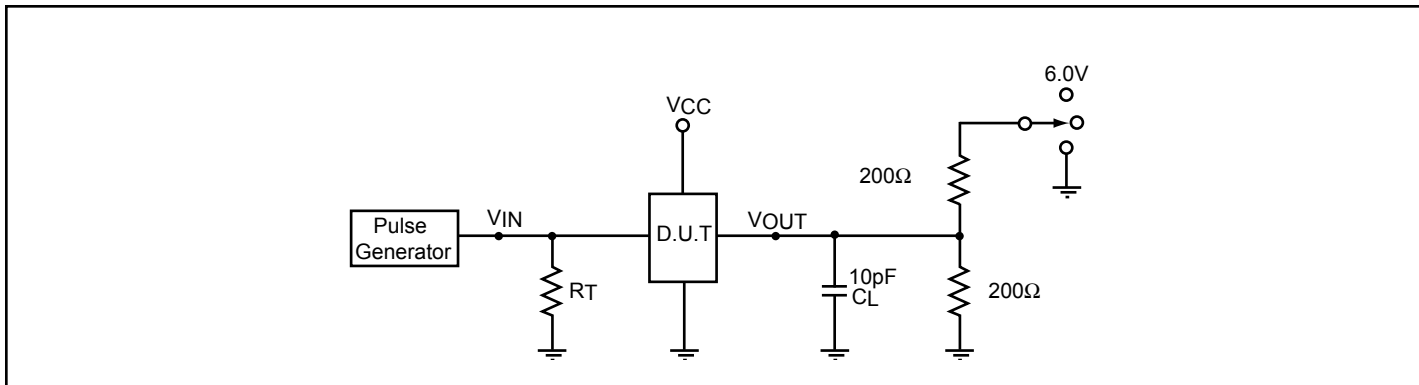 6.0V
VCC
200Ω
Pulse
Generator
VIN
D.U.T
VOUT
RT
10pF
CL
200Ω